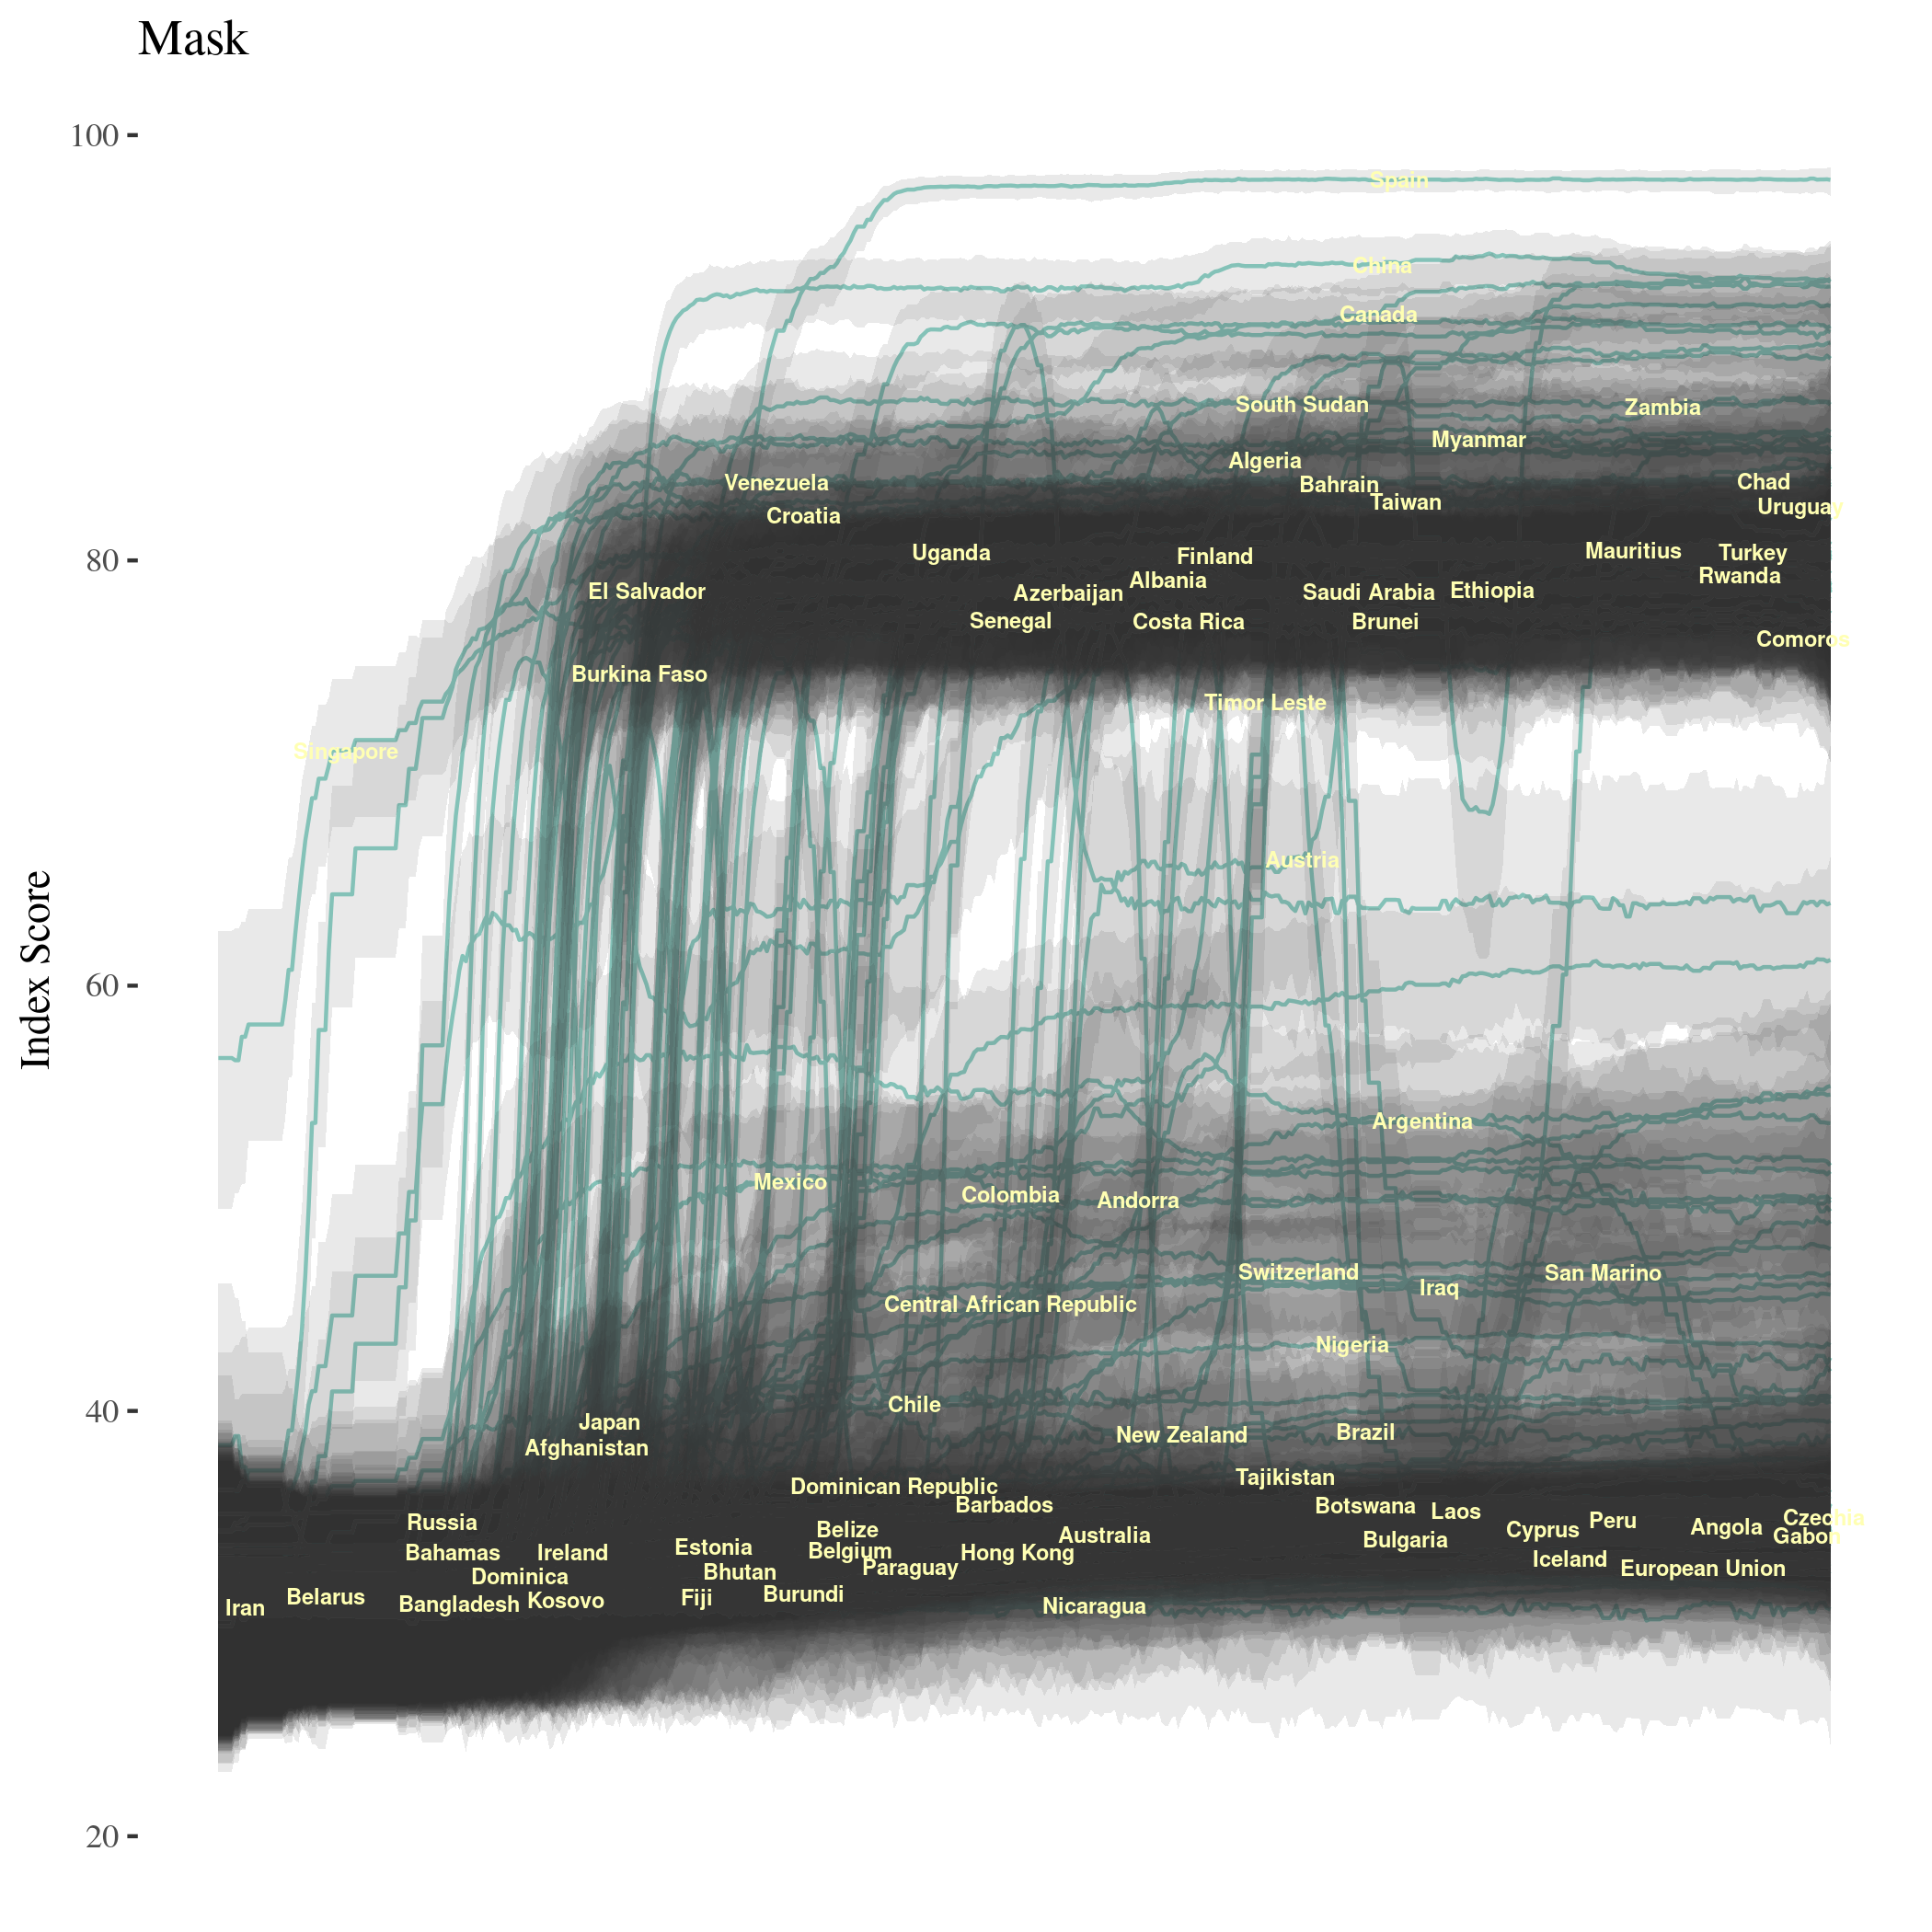 Mask
100
Spain
China
Canada
South Sudan
Zambia
Myanmar
Algeria
Venezuela
Bahrain
Chad
Taiwan
Uruguay
Croatia
80
Uganda
Finland
Mauritius
Turkey
Albania
Rwanda
El Salvador
Azerbaijan
Saudi Arabia
Ethiopia
Senegal
Costa Rica
Brunei
Comoros
Burkina Faso
Timor Leste
Singapore
Austria
Index Score
60
Argentina
Mexico
Colombia
Andorra
Switzerland
San Marino
Iraq
Central African Republic
Nigeria
40
Chile
Japan
New Zealand
Brazil
Afghanistan
Tajikistan
Dominican Republic
Barbados
Botswana
Laos
Russia
Belize
Australia
Cyprus
Peru
Angola
Czechia
Gabon
Bulgaria
Bahamas
Ireland
Estonia
Belgium
Hong Kong
Iceland
Dominica
Bhutan
Paraguay
European Union
Iran
Belarus
Bangladesh
Kosovo
Fiji
Burundi
Nicaragua
20